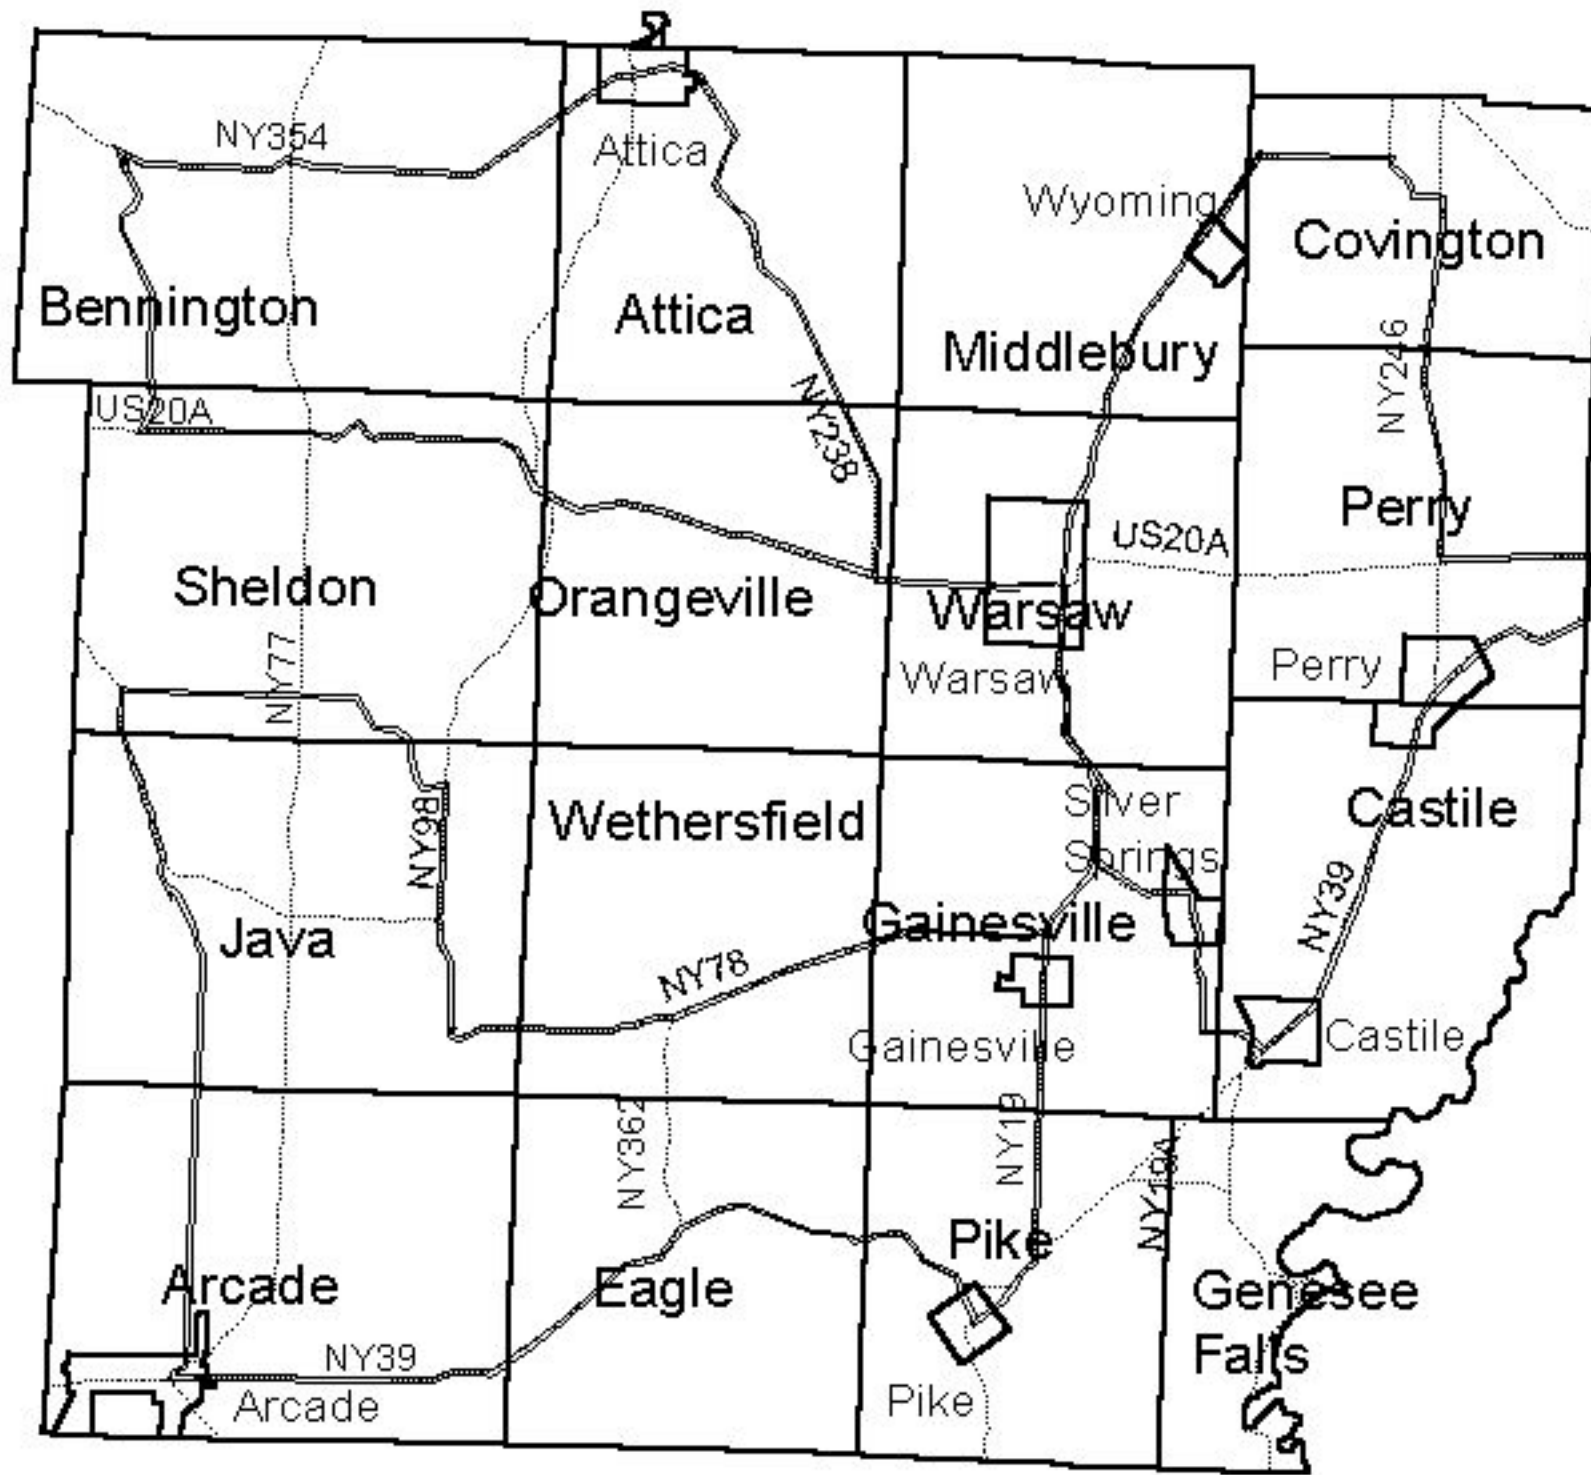 NY354
Attica
Wyoming
Covington
Bennington
Attica
Middlebury
NY246
US20A
NY238
Perry
US20A
Sheldon
Orangeville
Warsaw
Perry
Warsaw
NY77
Silver
Springs
Wethersfield
Castile
NY98
NY39
Java
Gainesville
NY78
Gainesville
Castile
NY362
NY19
NY19A
Pike
Arcade
Eagle
Genesee
Falls
NY39
Arcade
Pike